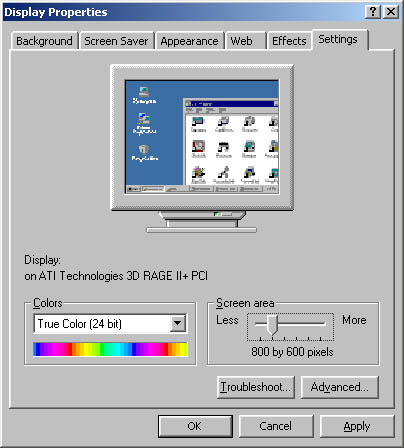 Display Properties
Background Screen Saver Appearance Web Effects Settings
Display:
on ATI Technologies 3D RAGE II+ PCI
Colors
True Color (24 bit)
Screen area
Less More
800 by 600 pixels
Troubleshoot... Advanced...
OK Cancel Apply